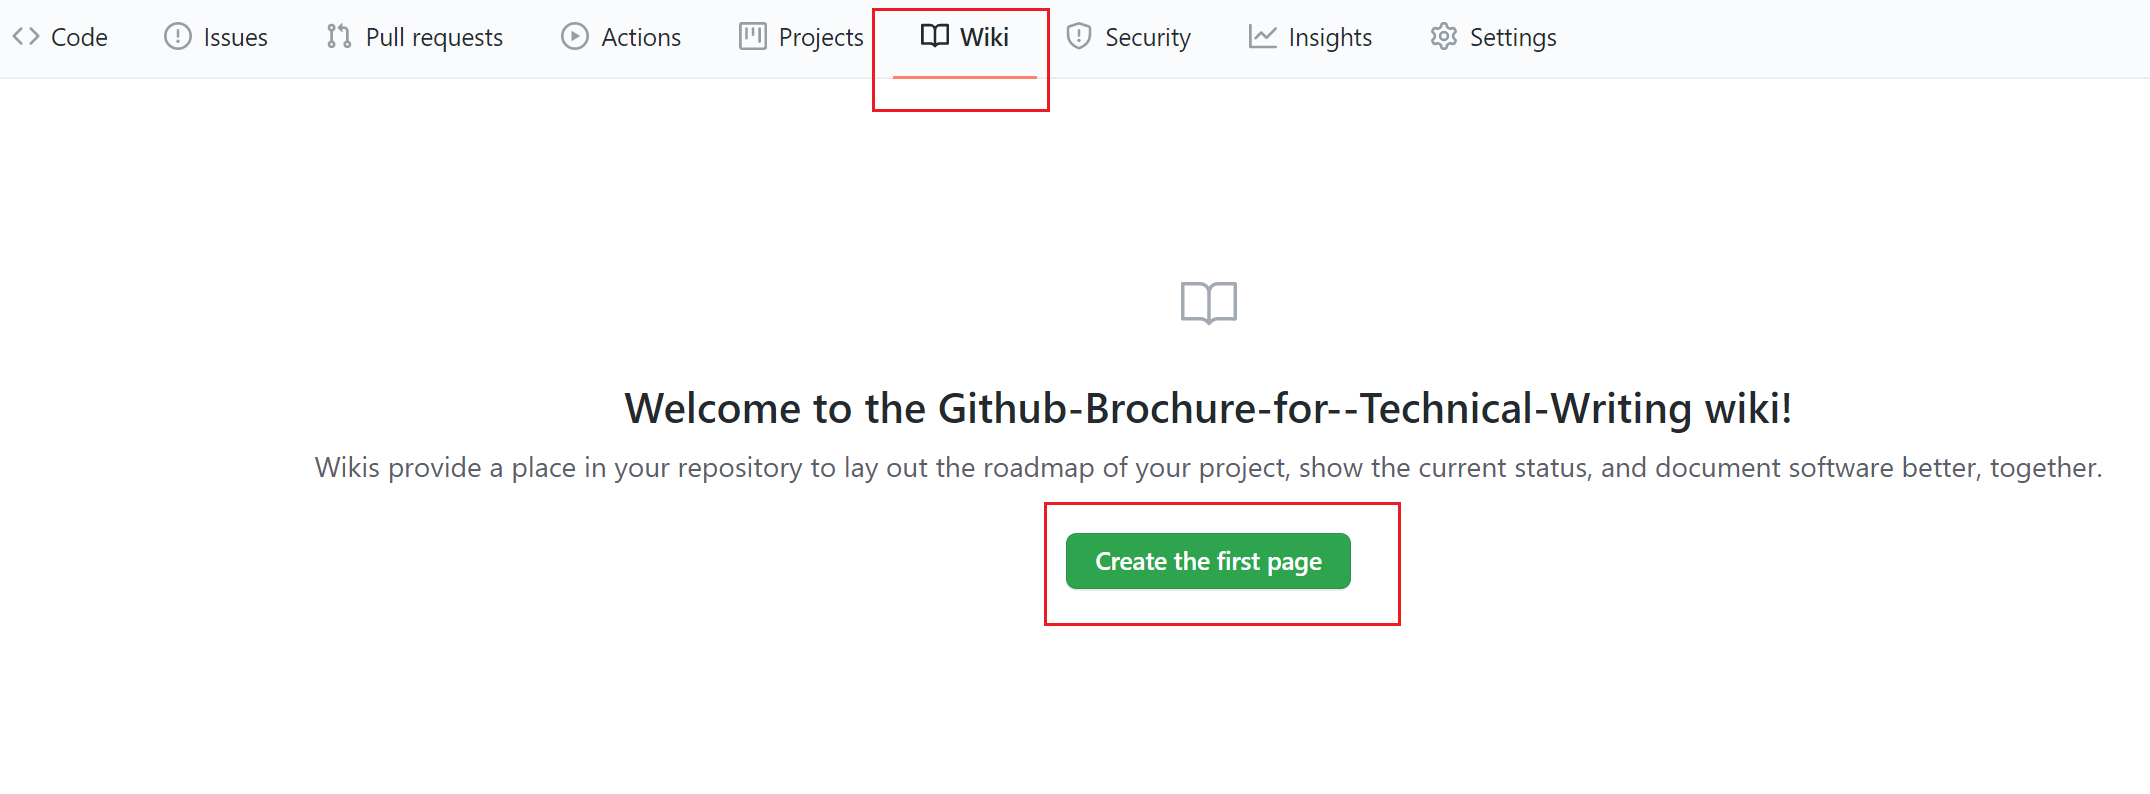 Code Issues Pull requests Actions Projects Wiki Security Insights Settings
Welcome to the Github-Brochure-for--Technical-Writing wiki!
Wikis provide a place in your repository to lay out the roadmap of your project, show the current status, and document software better, together.
Create the first page